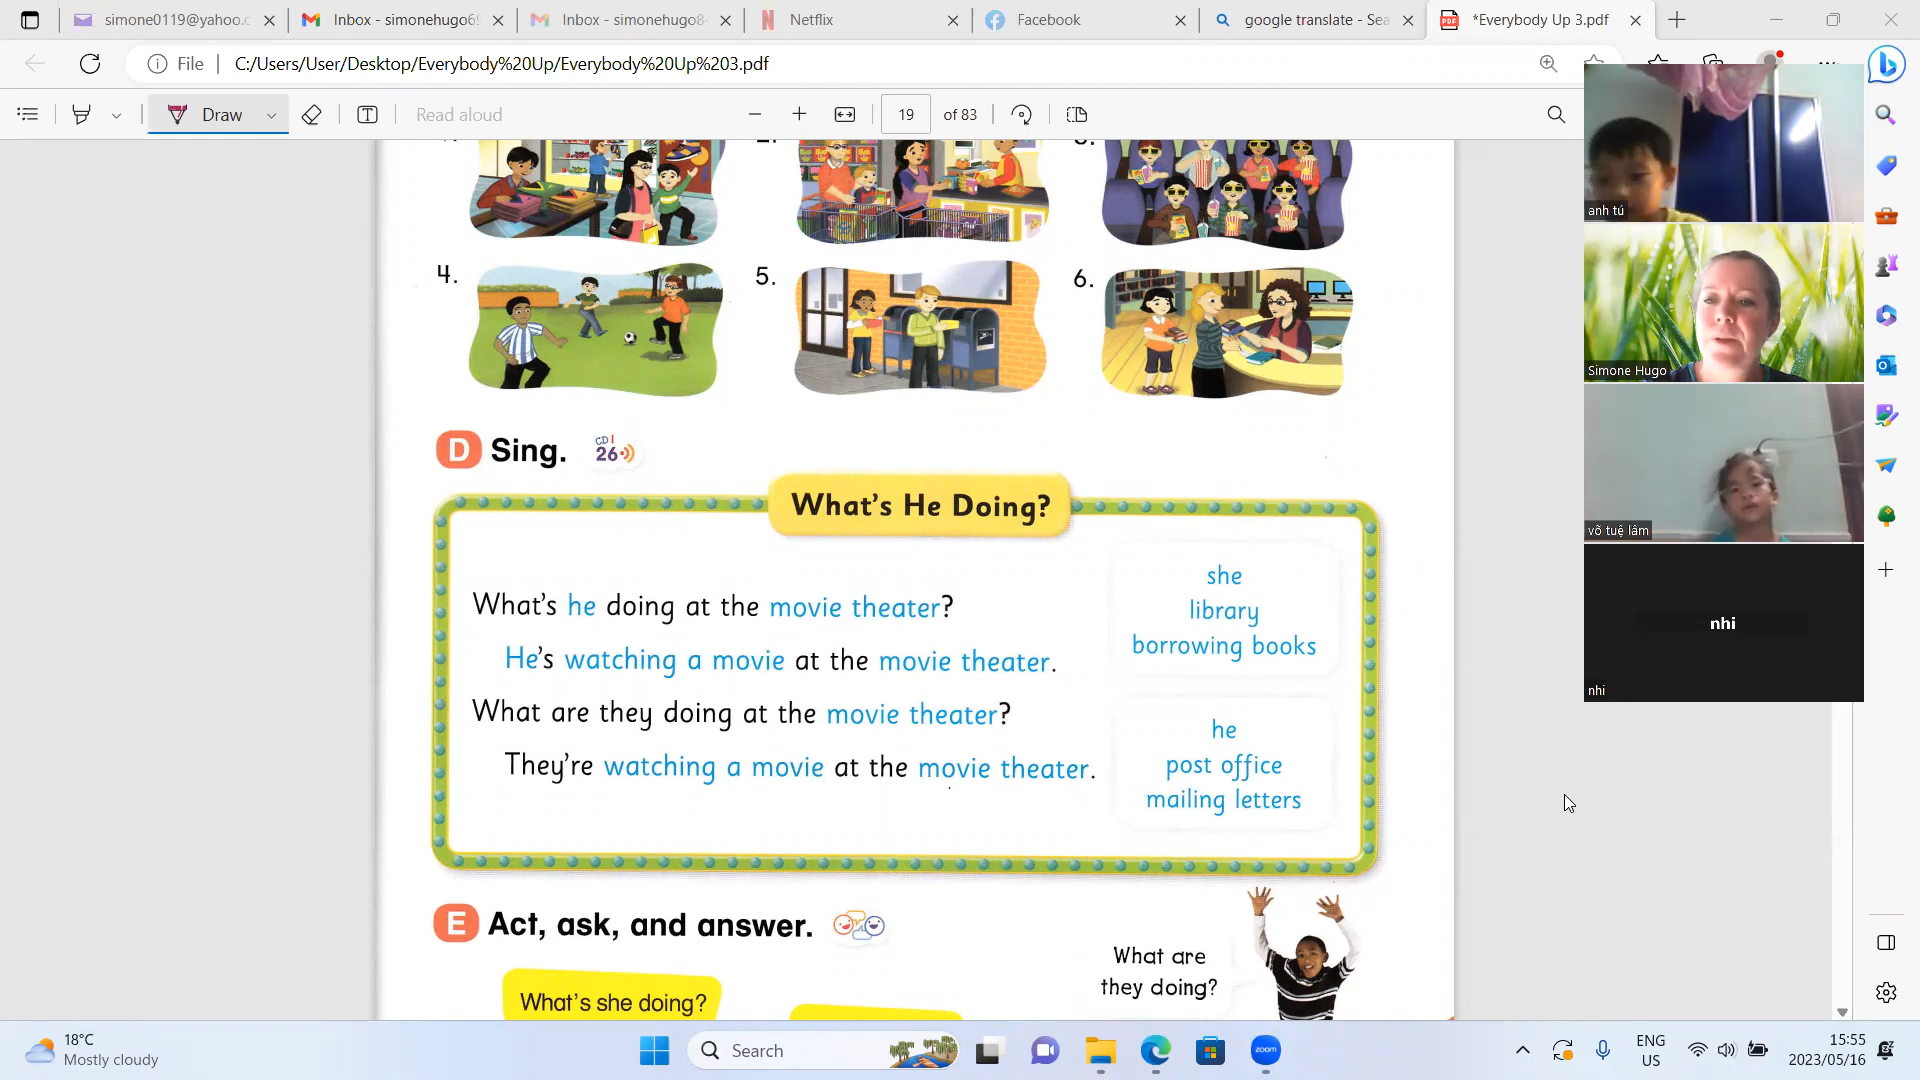 simone0119@yahoo.c
Inbox - simonehugo69
Inbox - simonehugo84
Netflix
Facebook
google translate - Sea
*Everybody Up 3.pdf
File
C:/Users/User/Desktop/Everybody%20Up/Everybody%20Up%203.pdf
Draw
Read aloud
19
of 83
4.
5.
6.
D Sing.
CD 1
26
What's He Doing?
What's he doing at the movie theater?
He's watching a movie at the movie theater.
What are they doing at the movie theater?
They're watching a movie at the movie theater.
she
library
borrowing books
he
post office
mailing letters
E Act, ask, and answer.
What's she doing?
What are
they doing?
anh tú
Simone Hugo
võ tuệ lâm
nhi
nhi
18°C
Mostly cloudy
Search
zoom
ENG
US
15:55
2023/05/16